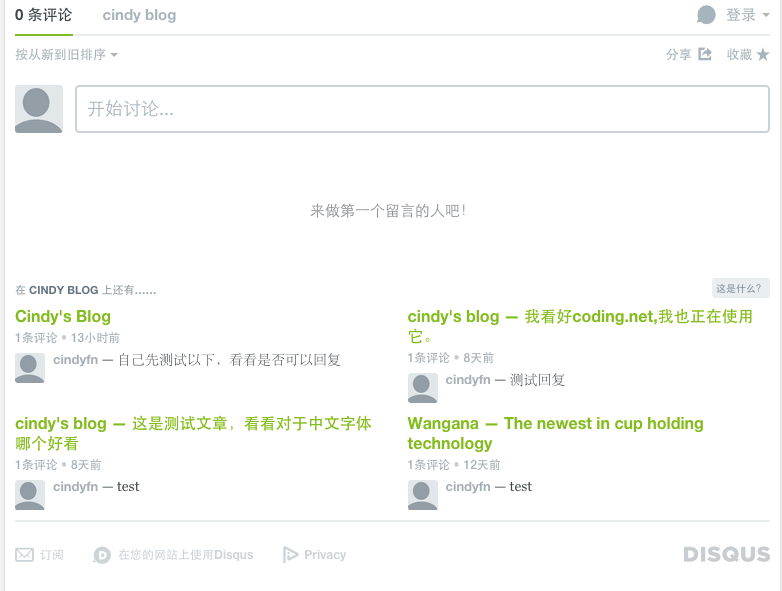 0 条评论 cindy blog 登录
按从新到旧排序 分享 收藏
开始讨论...
来做第一个留言的人吧！
在 CINDY BLOG 上还有…… 这是什么？
Cindy's Blog
1条评论 • 13小时前
cindyfn — 自己先测试以下，看看是否可以回复
cindy's blog — 我看好coding.net,我也正在使用
它。
1条评论 • 8天前
cindyfn — 测试回复
cindy's blog — 这是测试文章，看看对于中文字体
哪个好看
1条评论 • 8天前
cindyfn — test
Wangana — The newest in cup holding
technology
1条评论 • 12天前
cindyfn — test
订阅 D 在您的网站上使用Disqus Privacy DISQUS